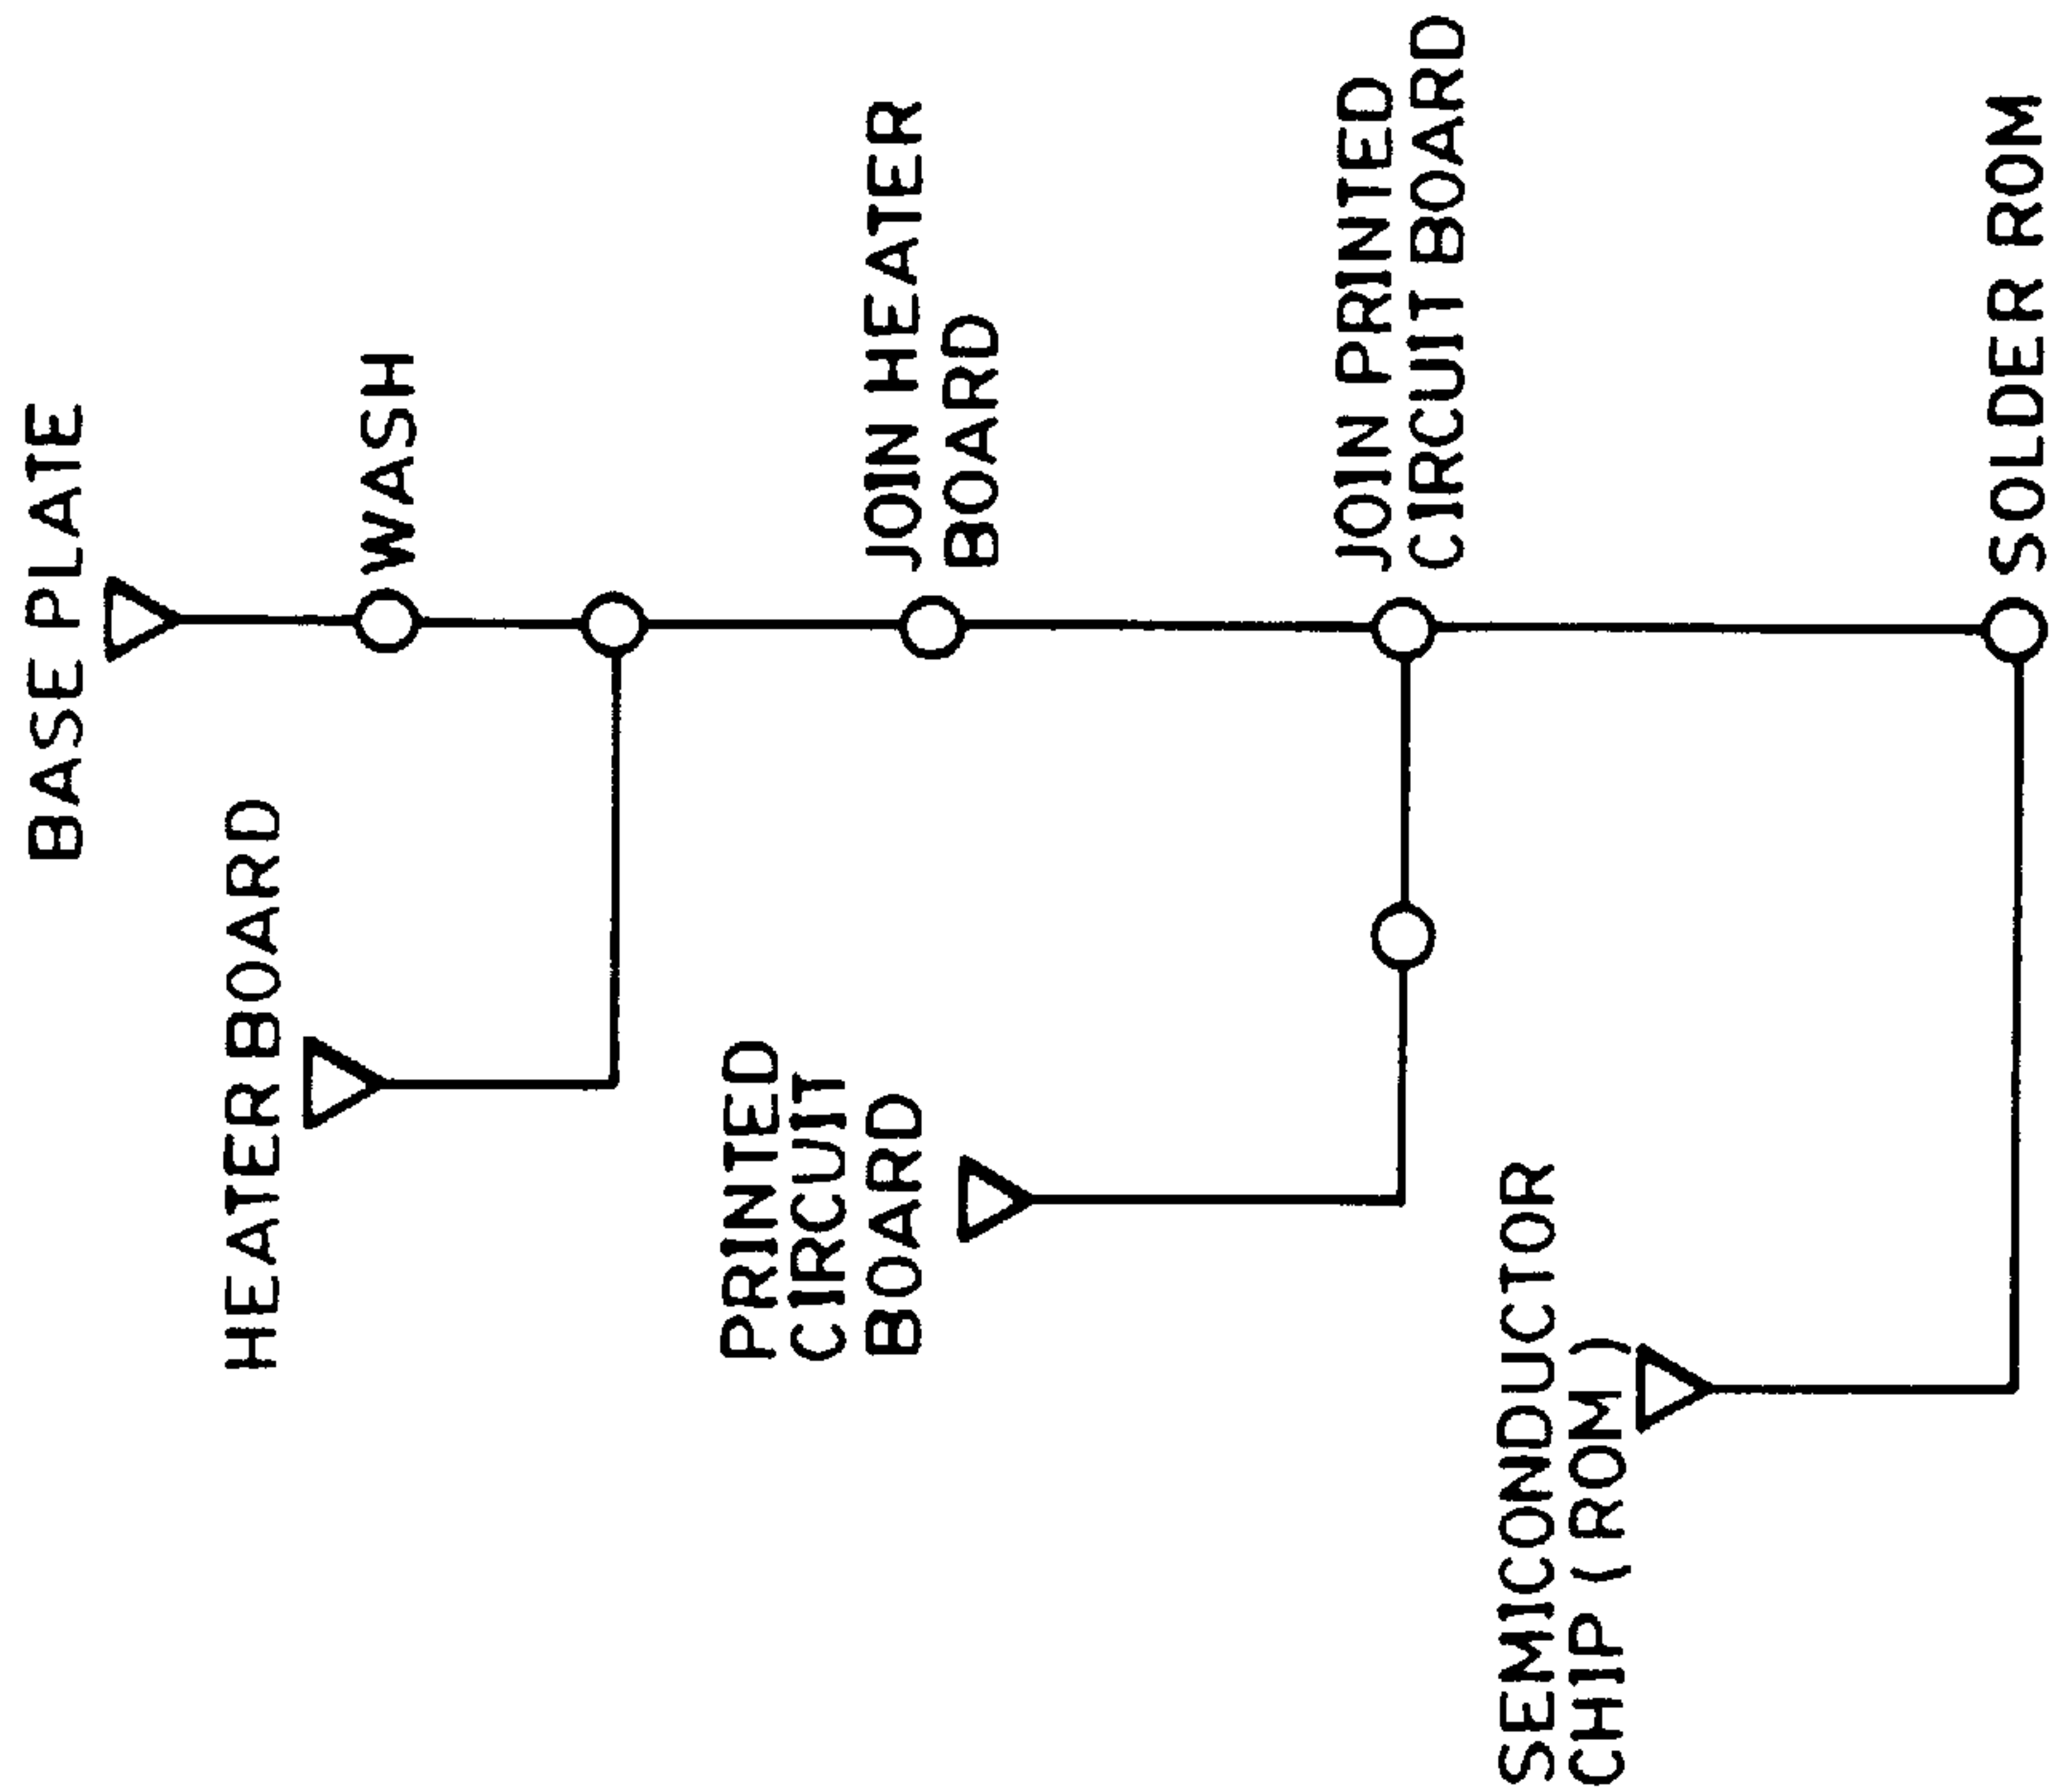 BASE PLATE
HEATER BOARD
WASH
PRINTED
CIRCUIT
BOARD
JOIN HEATER
BOARD
JOIN PRINTED
CIRCUIT BOARD
SEMICONDUCTOR
CHIP (ROM)
SOLDER ROM